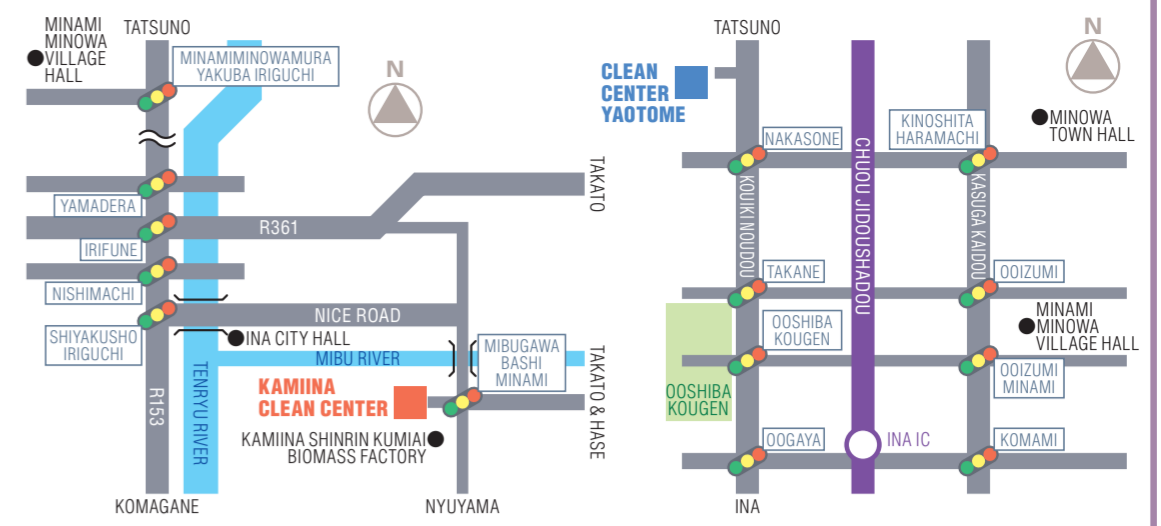 MINAMI
MINOWA
VILLAGE
HALL
TATSUNO
MINAMIMINOWAMURA
YAKUBA IRIGUCHI
N
YAMADERA
IRIFUNE
R361
TAKATO
NISHIMACHI
NICE ROAD
SHIYAKUSHO
IRIGUCHI
INA CITY HALL
MIBU RIVER
MIBUGAWA
BASHI
MINAMI
TAKATO & HASE
KAMIINA
CLEAN CENTER
R153
TENRYU RIVER
KAMIINA SHINRIN KUMIAI
BIOMASS FACTORY
KOMAGANE
NYUYAMA
TATSUNO
N
CLEAN
CENTER
YAOTOME
NAKASONE
KINOSHITA
HARAMACHI
MINOWA
TOWN HALL
KOUIKI NOUDOU
CHUOU JIDOUSHADOU
KASUGA KAIDOU
TAKANE
OOIZUMI
OOSHIBA
KOUGEN
MINAMI
MINOWA
VILLAGE HALL
OOSHIBA
KOUGEN
OOIZUMI
MINAMI
OOGAYA
INA IC
KOMAMI
INA